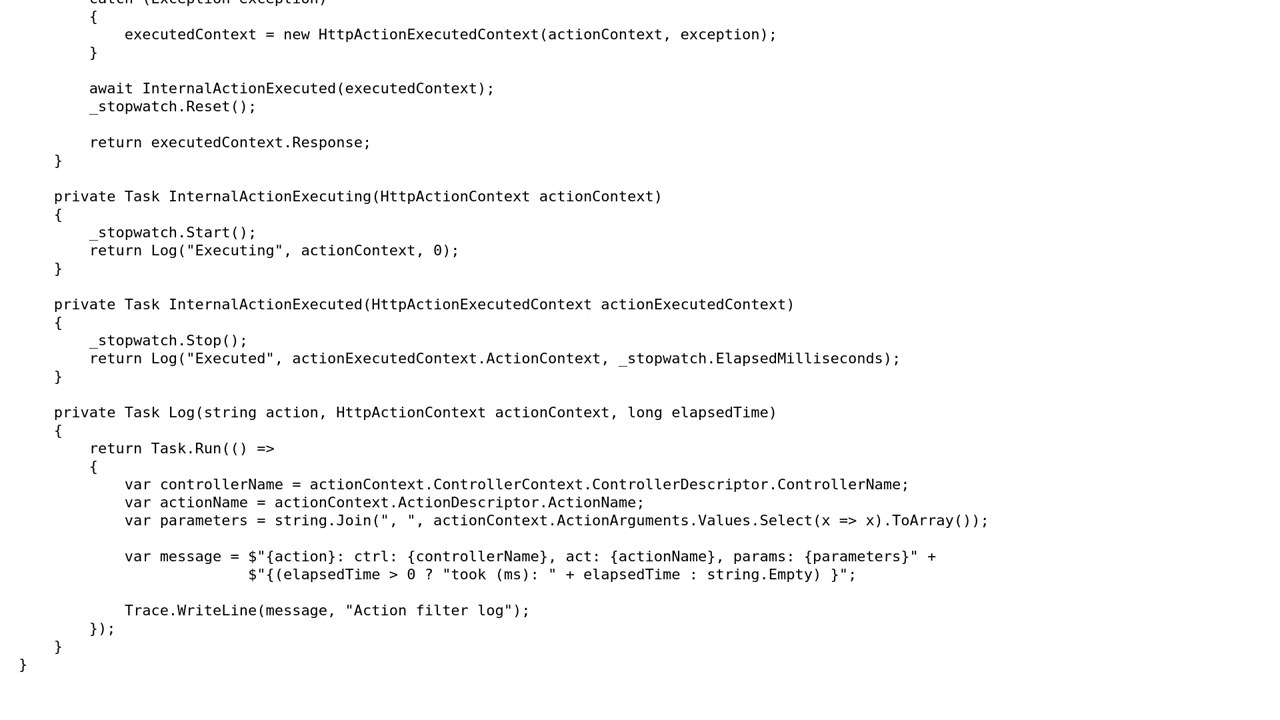 catch (Exception exception)
{
executedContext = new HttpActionExecutedContext(actionContext, exception);
}
await InternalActionExecuted(executedContext);
_stopwatch.Reset();
return executedContext.Response;
}
private Task InternalActionExecuting(HttpActionContext actionContext)
{
_stopwatch.Start();
return Log("Executing", actionContext, 0);
}
private Task InternalActionExecuted(HttpActionExecutedContext actionExecutedContext)
{
_stopwatch.Stop();
return Log("Executed", actionExecutedContext.ActionContext, _stopwatch.ElapsedMilliseconds);
}
private Task Log(string action, HttpActionContext actionContext, long elapsedTime)
{
return Task.Run(() =>
{
var controllerName = actionContext.ControllerContext.ControllerDescriptor.ControllerName;
var actionName = actionContext.ActionDescriptor.ActionName;
var parameters = string.Join(", ", actionContext.ActionArguments.Values.Select(x => x).ToArray());
var message = $"{action}: ctrl: {controllerName}, act: {actionName}, params: {parameters}" +
$"{(elapsedTime > 0 ? "took (ms): " + elapsedTime : string.Empty) }";
Trace.WriteLine(message, "Action filter log");
});
}
}